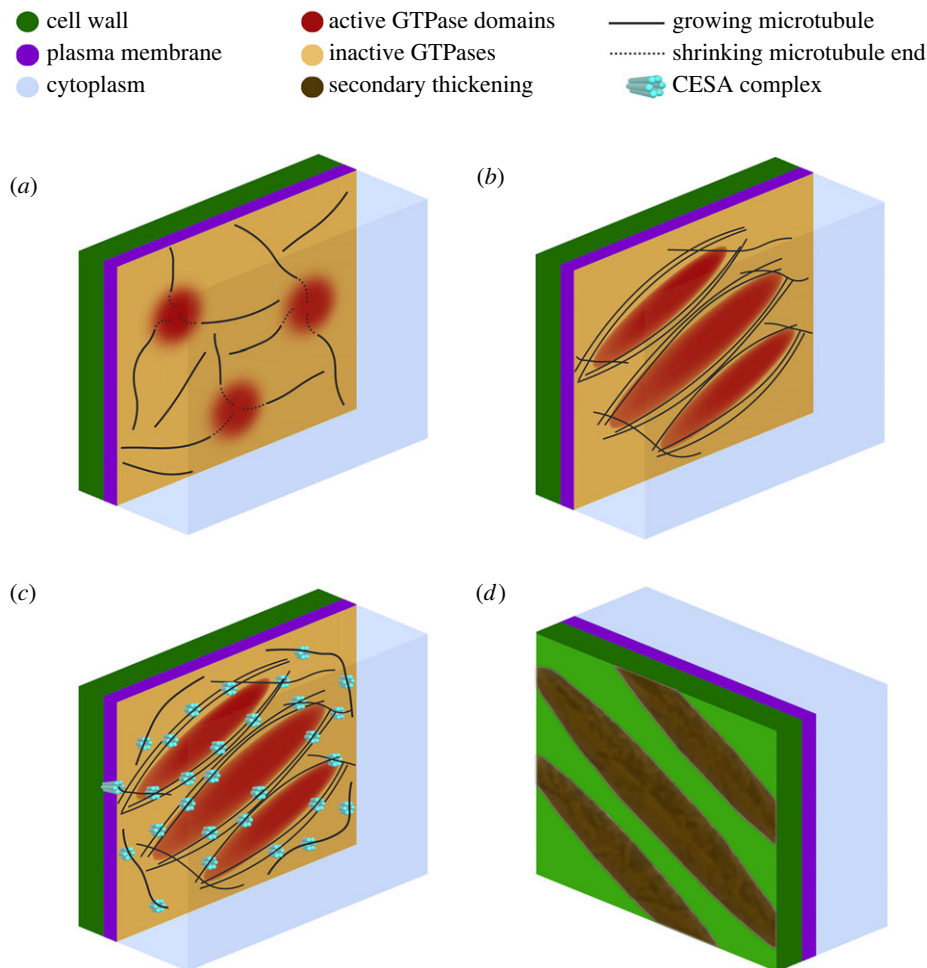 cell wall
plasma membrane
cytoplasm
active GTPase domains
inactive GTPases
secondary thickening
growing microtubule
shrinking microtubule end
CESA complex
(a)
(b)
(c)
(d)